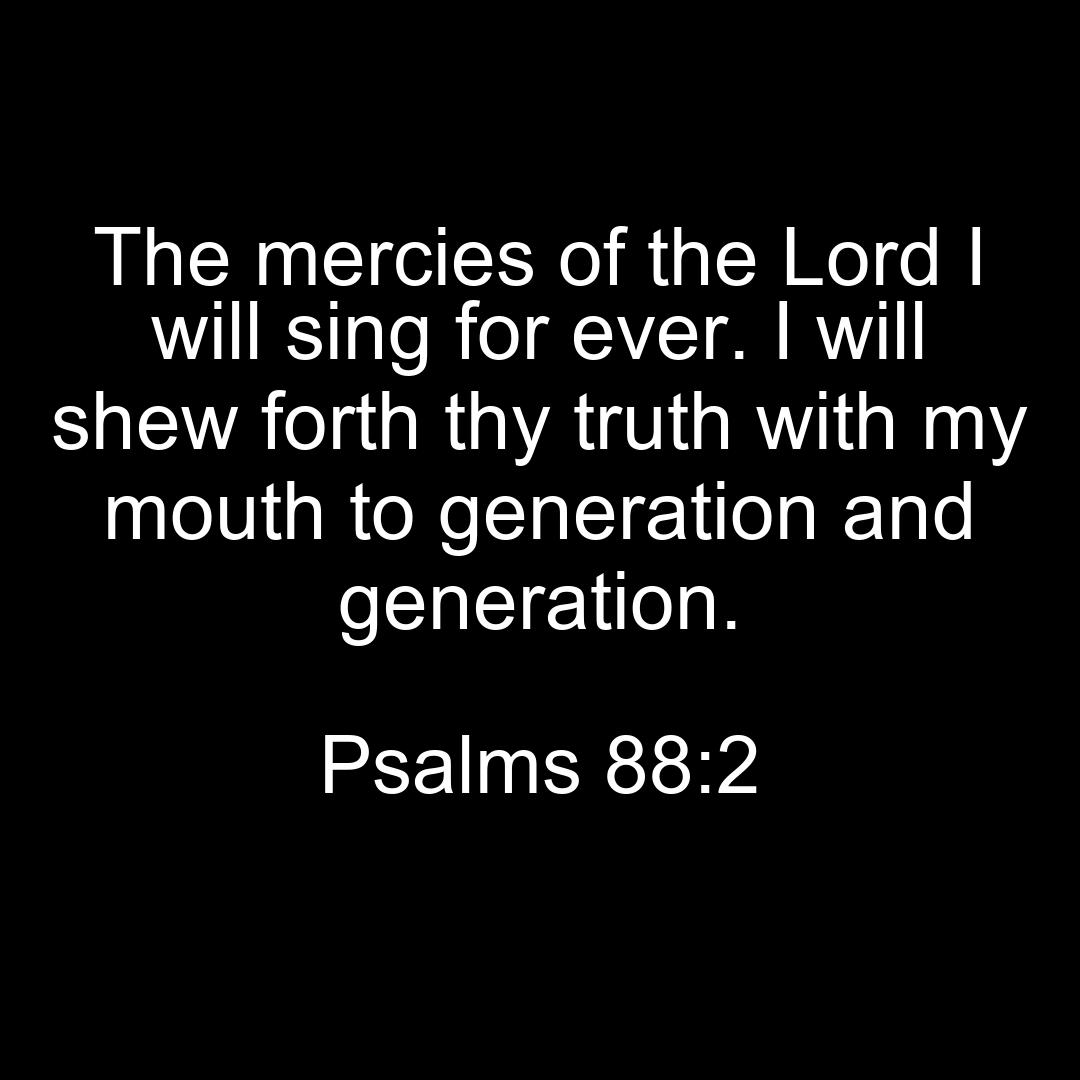 The mercies of the Lord I
will sing for ever. I will
shew forth thy truth with my
mouth to generation and
generation.
Psalms 88:2